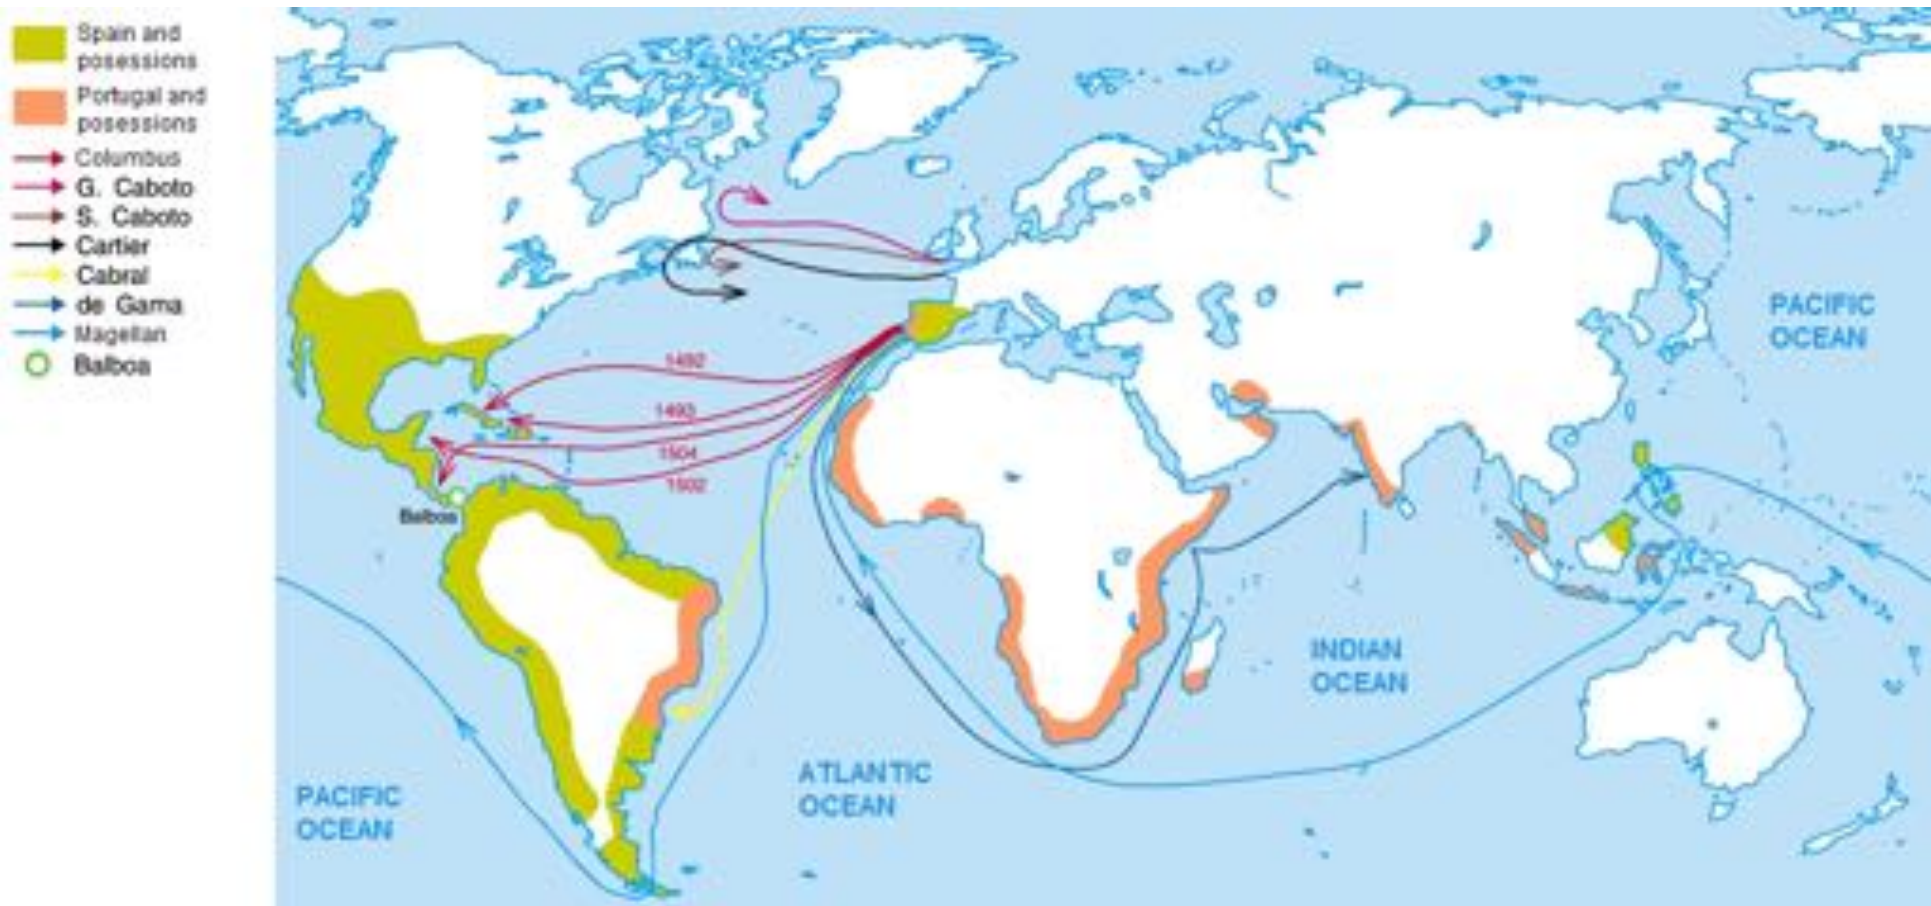 Spain and
posessions
Portugal and
posessions
Columbus
G. Caboto
S. Caboto
Cartier
Cabral
de Gama
Magellan
Balboa
1492
1493
1504
1502
Balboa
PACIFIC
OCEAN
INDIAN
OCEAN
ATLANTIC
OCEAN
PACIFIC
OCEAN